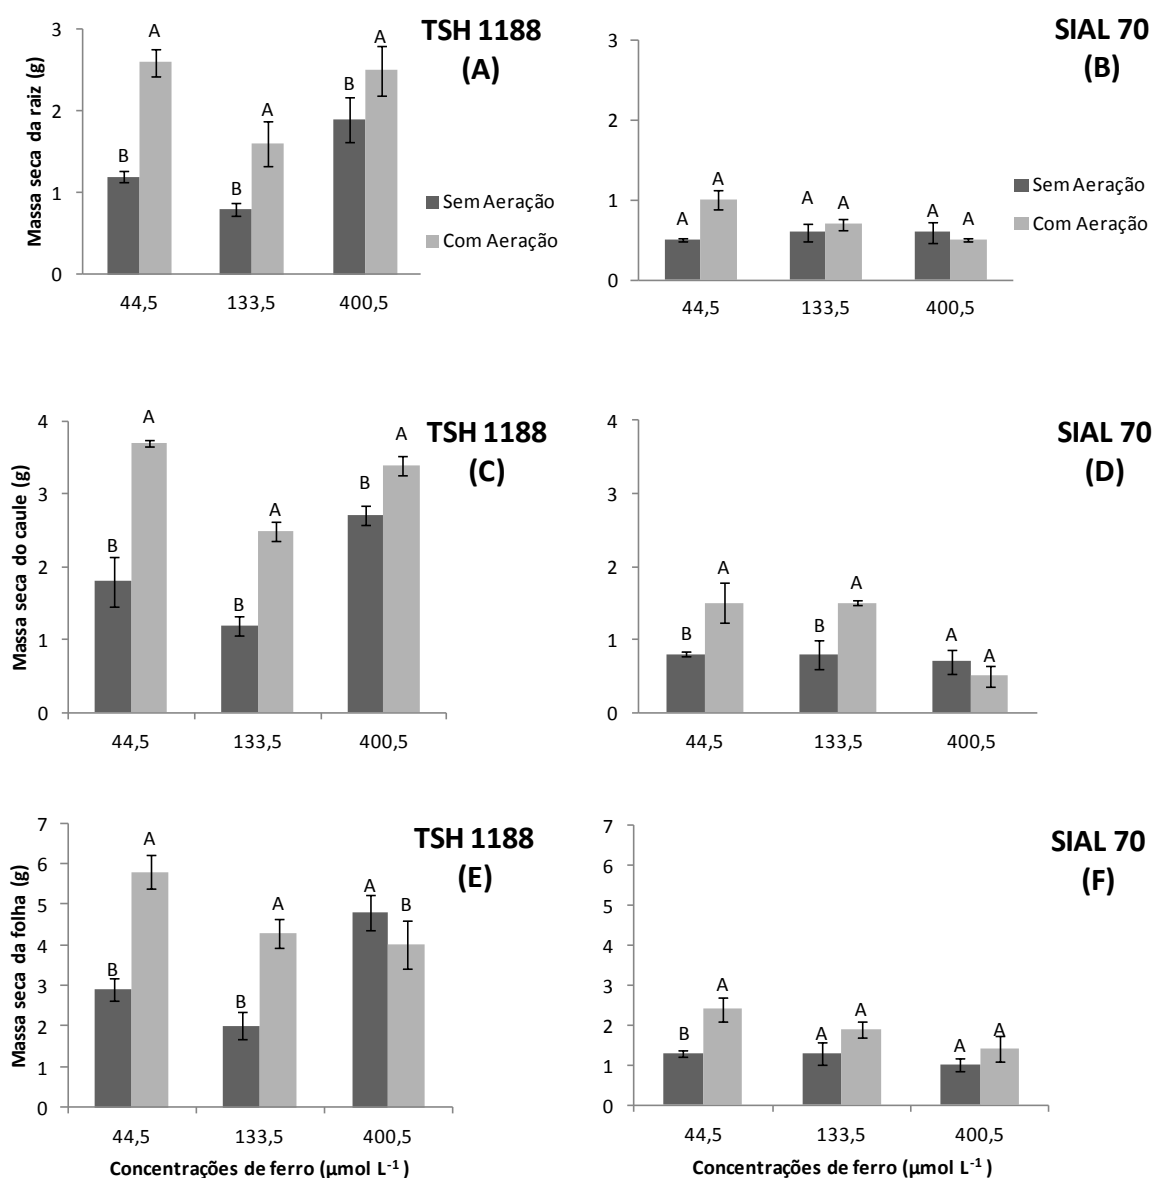 TSH 1188
(A)
Massa seca da raiz (g)
3
2
1
0
A
B
A
B
A
B
Sem Aeração
Com Aeração
44,5 133,5 400,5
SIAL 70
(B)
3
2
1
0
A
A
A
A
A
A
Sem Aeração
Com Aeração
44,5 133,5 400,5
TSH 1188
(C)
Massa seca do caule (g)
4
3
2
1
0
B
A
B
A
B
A
44,5 133,5 400,5
SIAL 70
(D)
4
3
2
1
0
B
A
B
A
A
A
44,5 133,5 400,5
TSH 1188
(E)
Massa seca da folha (g)
7
6
5
4
3
2
1
0
B
A
B
A
A
B
44,5 133,5 400,5
Concentrações de ferro (µmol L⁻¹ )
SIAL 70
(F)
7
6
5
4
3
2
1
0
B
A
A
A
A
A
44,5 133,5 400,5
Concentrações de ferro (µmol L⁻¹ )